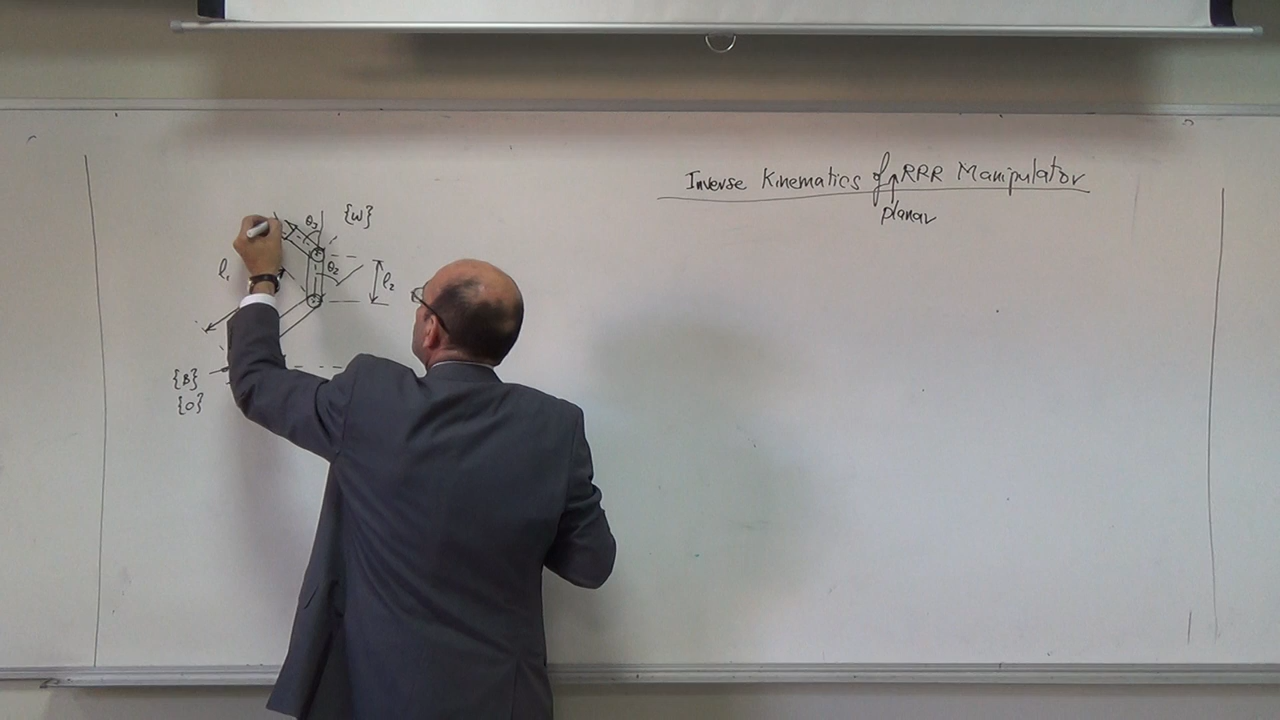 Inverse Kinematics of RRR Manipulator
planar
θ3 {W}
θ2
l1
l2
{B}
{0}